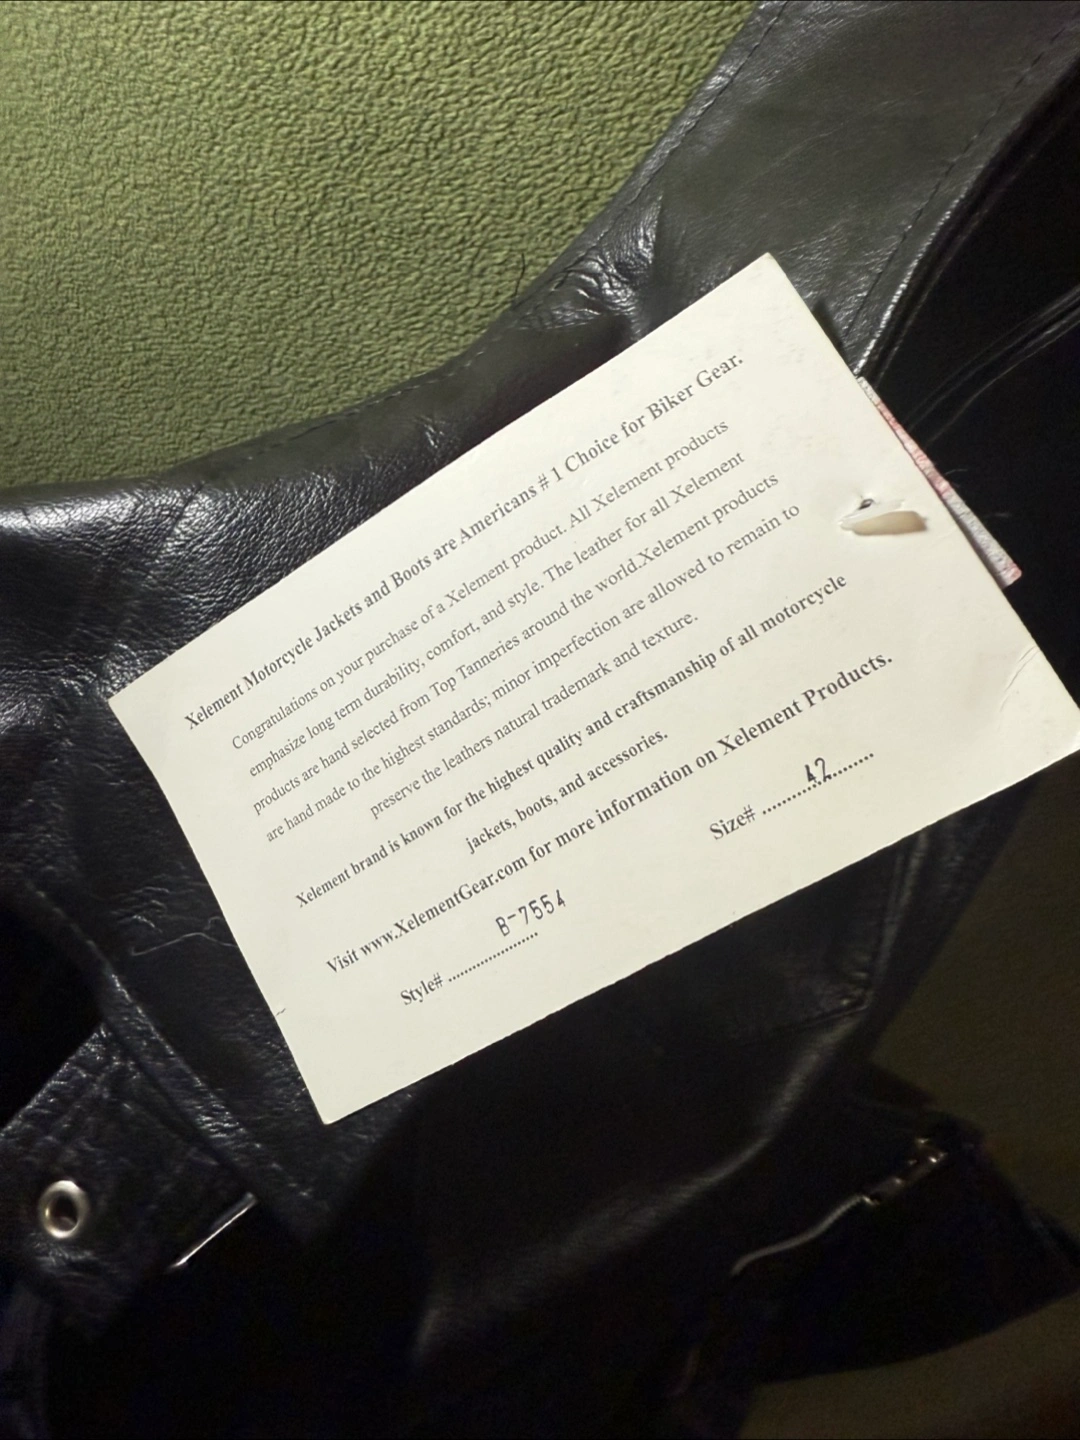 Xelement Motorcycle Jackets and Boots are Americans # 1 Choice for Biker Gear.
Congratulations on your purchase of a Xelement product. All Xelement products
emphasize long term durability, comfort, and style. The leather for all Xelement
products are hand selected from Top Tanneries around the world.Xelement products
are hand made to the highest standards; minor imperfection are allowed to remain to
preserve the leathers natural trademark and texture.
Xelement brand is known for the highest quality and craftsmanship of all motorcycle
jackets, boots, and accessories.
Visit www.XelementGear.com for more information on Xelement Products.
Style# .................... B-7554
Size# ....................42